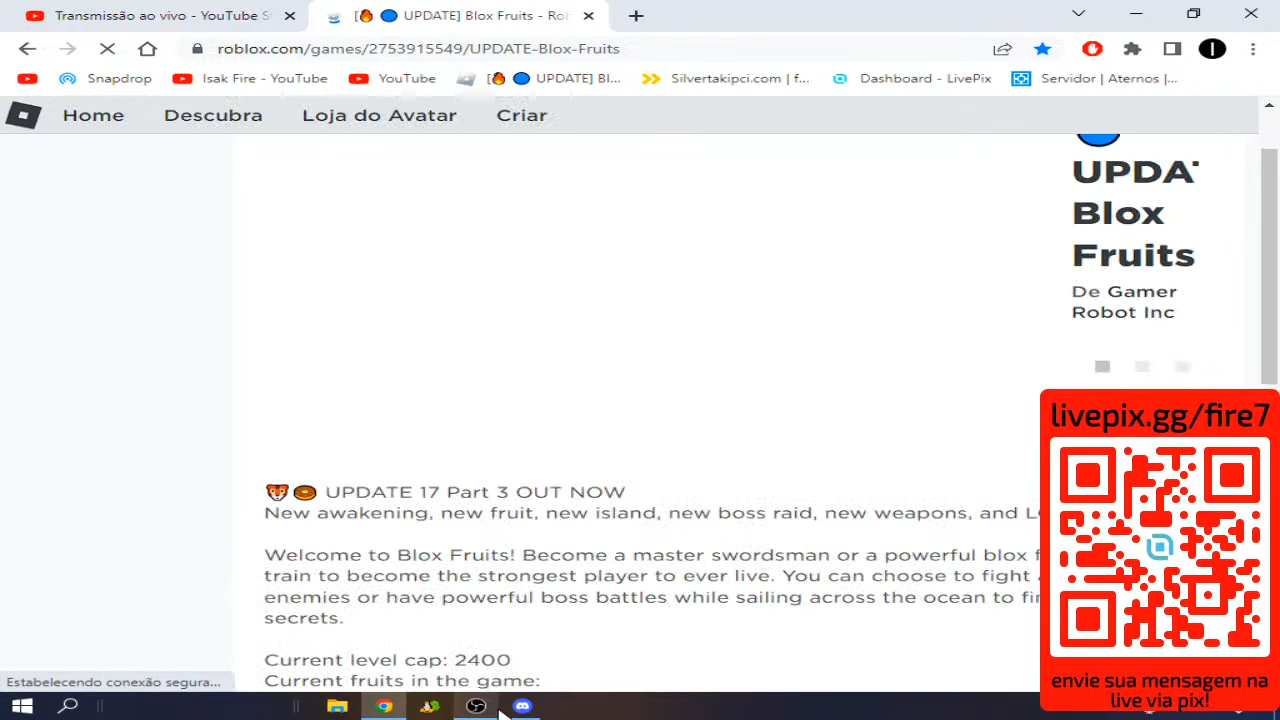 Transmissão ao vivo - YouTube S
[🔥 🔵 UPDATE] Blox Fruits - Rob
roblox.com/games/2753915549/UPDATE-Blox-Fruits
Snapdrop
Isak Fire - YouTube
YouTube
[🔥 🔵 UPDATE] Bl...
Silvertakipci.com | f...
Dashboard - LivePix
Servidor | Aternos |...
Home
Descubra
Loja do Avatar
Criar
UPDAT
Blox
Fruits
De Gamer
Robot Inc
livepix.gg/fire7
🐯🍩 UPDATE 17 Part 3 OUT NOW
New awakening, new fruit, new island, new boss raid, new weapons, and
Welcome to Blox Fruits! Become a master swordsman or a powerful blox f
train to become the strongest player to ever live. You can choose to fight
enemies or have powerful boss battles while sailing across the ocean to fi
secrets.
Current level cap: 2400
Current fruits in the game:
Estabelecendo conexão segura...
envie sua mensagem na
live via pix!